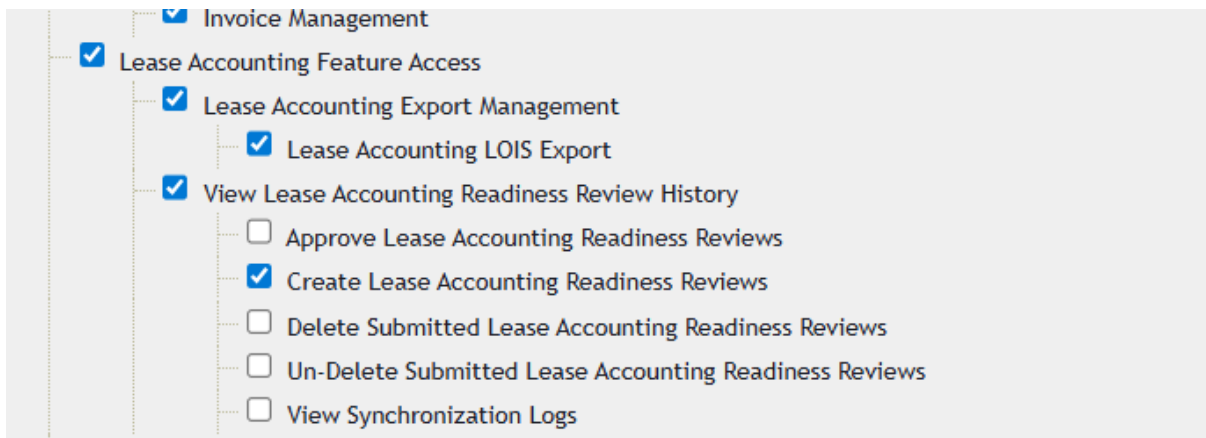 Invoice Management
Lease Accounting Feature Access
Lease Accounting Export Management
Lease Accounting LOIS Export
View Lease Accounting Readiness Review History
Approve Lease Accounting Readiness Reviews
Create Lease Accounting Readiness Reviews
Delete Submitted Lease Accounting Readiness Reviews
Un-Delete Submitted Lease Accounting Readiness Reviews
View Synchronization Logs